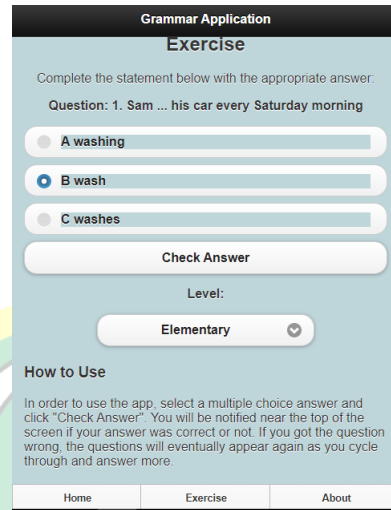 Grammar Application
Exercise
Complete the statement below with the appropriate answer:
Question: 1. Sam ... his car every Saturday morning
A washing
B wash
C washes
Check Answer
Level:
Elementary
How to Use
In order to use the app, select a multiple choice answer and
click "Check Answer". You will be notified near the top of the
screen if your answer was correct or not. If you got the question
wrong, the questions will eventually appear again as you cycle
through and answer more.
Home Exercise About